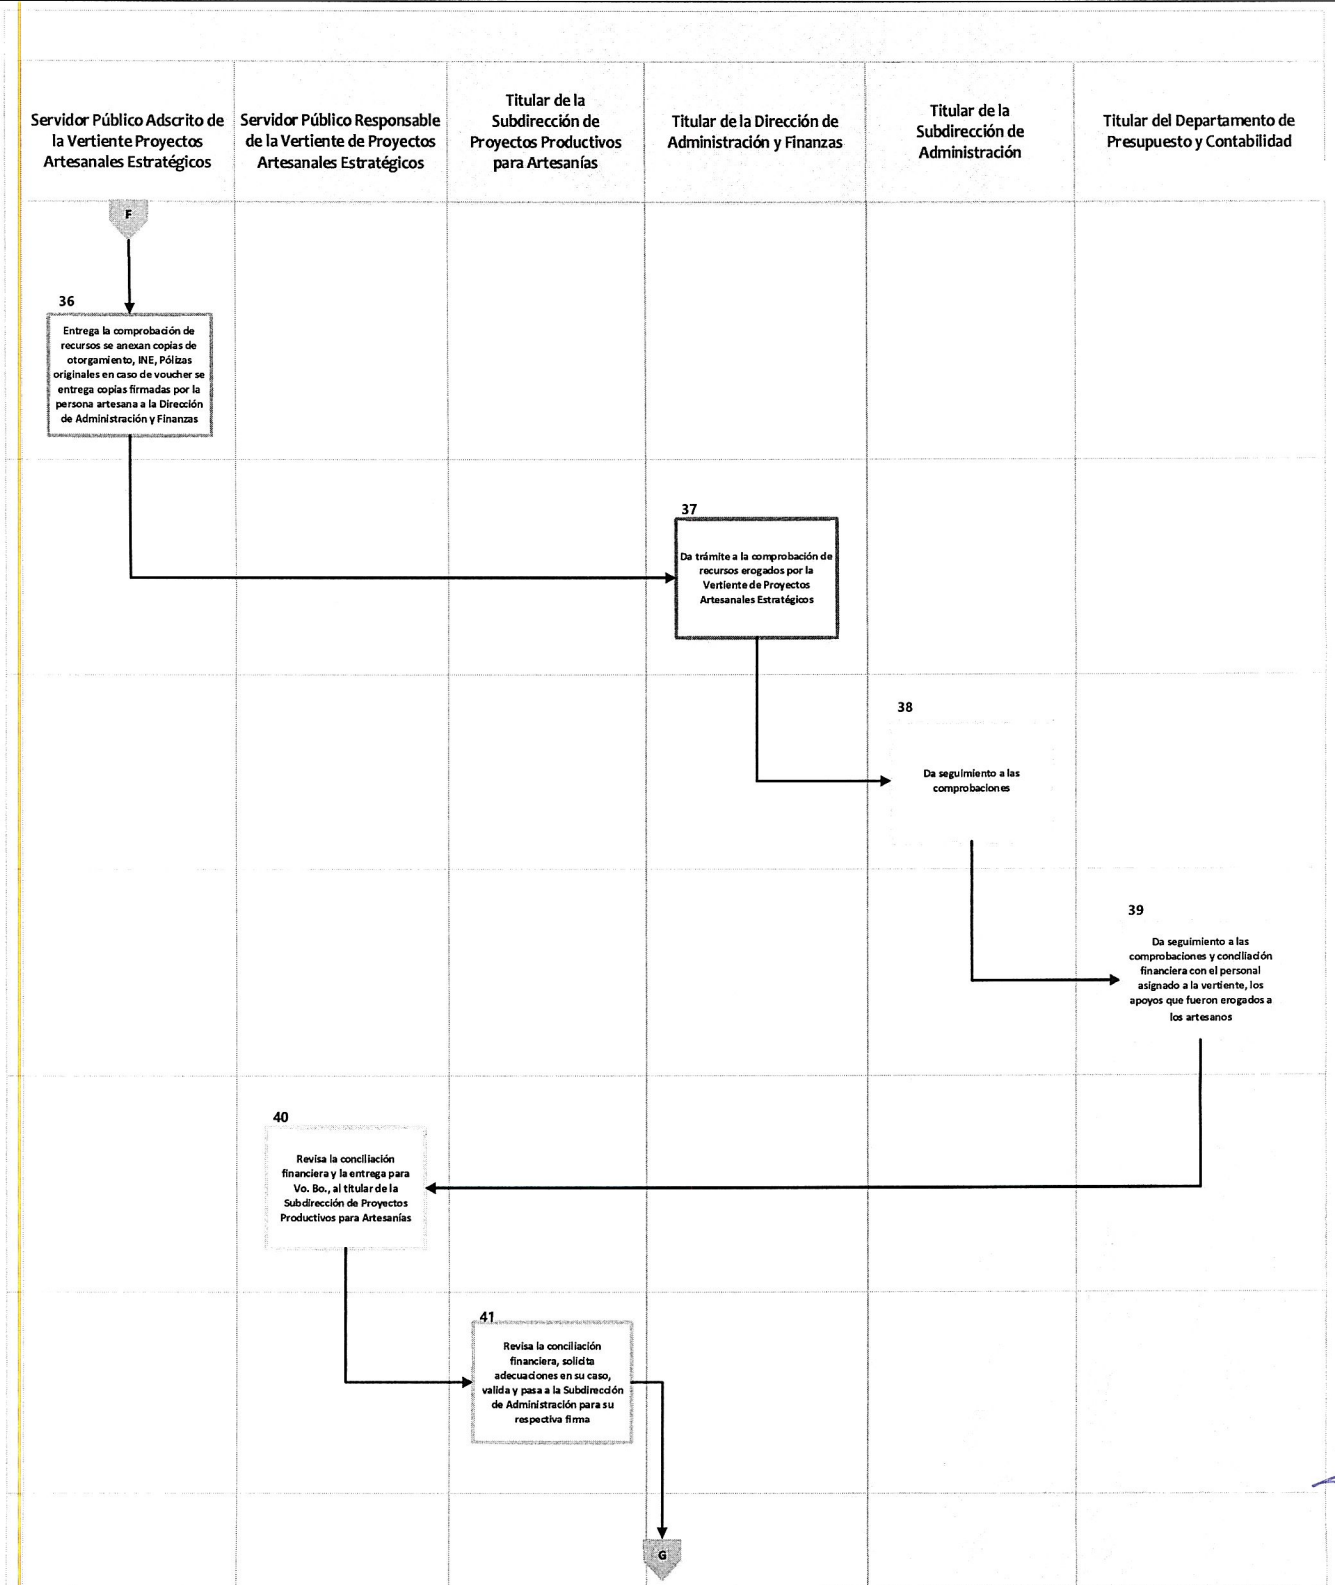 Servidor Público Adscrito de
la Vertiente Proyectos
Artesanales Estratégicos
Servidor Público Responsable
de la Vertiente de Proyectos
Artesanales Estratégicos
Titular de la
Subdirección de
Proyectos Productivos
para Artesanías
Titular de la Dirección de
Administración y Finanzas
Titular de la
Subdirección de
Administración
Titular del Departamento de
Presupuesto y Contabilidad
F
36
Entrega la comprobación de
recursos se anexan copias de
otorgamiento, INE, Pólizas
originales en caso de voucher se
entrega copias firmadas por la
persona artesana a la Dirección
de Administración y Finanzas
37
Da trámite a la comprobación de
recursos erogados por la
Vertiente de Proyectos
Artesanales Estratégicos
38
Da seguimiento a las
comprobaciones
39
Da seguimiento a las
comprobaciones y conciliación
financiera con el personal
asignado a la vertiente, los
apoyos que fueron erogados a
los artesanos
40
Revisa la conciliación
financiera y la entrega para
Vo. Bo., al titular de la
Subdirección de Proyectos
Productivos para Artesanías
41
Revisa la conciliación
financiera, solicita
adecuaciones en su caso,
valida y pasa a la Subdirección
de Administración para su
respectiva firma
G